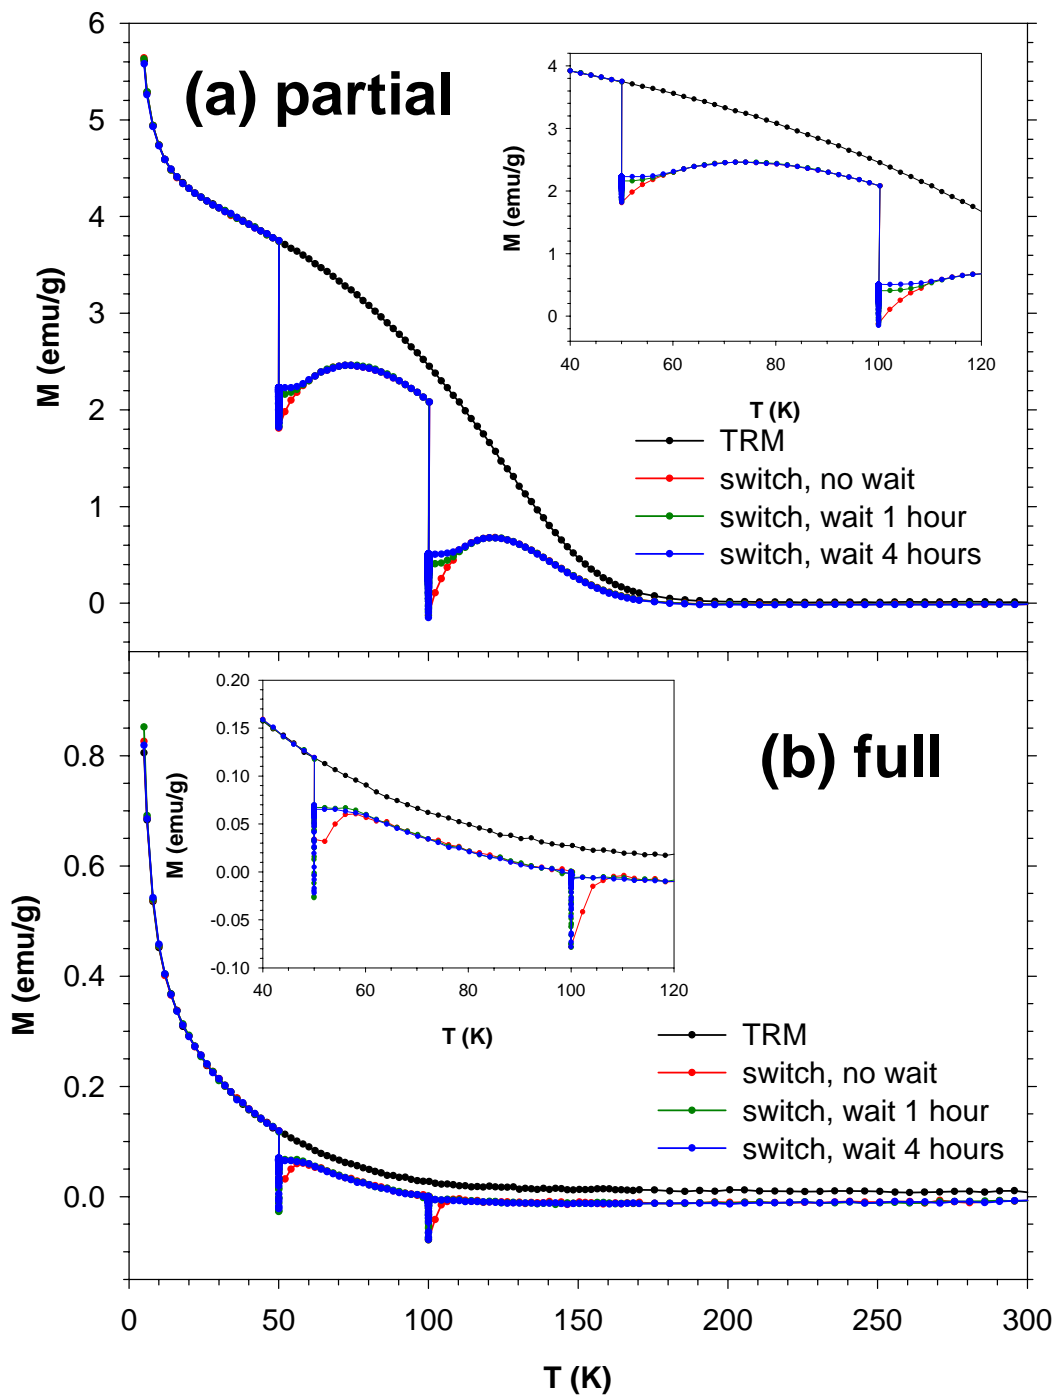 (a) partial
6
5
4
3
2
1
0
M (emu/g)
4
3
2
1
0
M (emu/g)
40 60 80 100 120
T (K)
TRM
switch, no wait
switch, wait 1 hour
switch, wait 4 hours
(b) full
0.8
0.6
0.4
0.2
0.0
M (emu/g)
0.20
0.15
0.10
0.05
0.00
-0.05
-0.10
M (emu/g)
40 60 80 100 120
T (K)
TRM
switch, no wait
switch, wait 1 hour
switch, wait 4 hours
0 50 100 150 200 250 300
T (K)